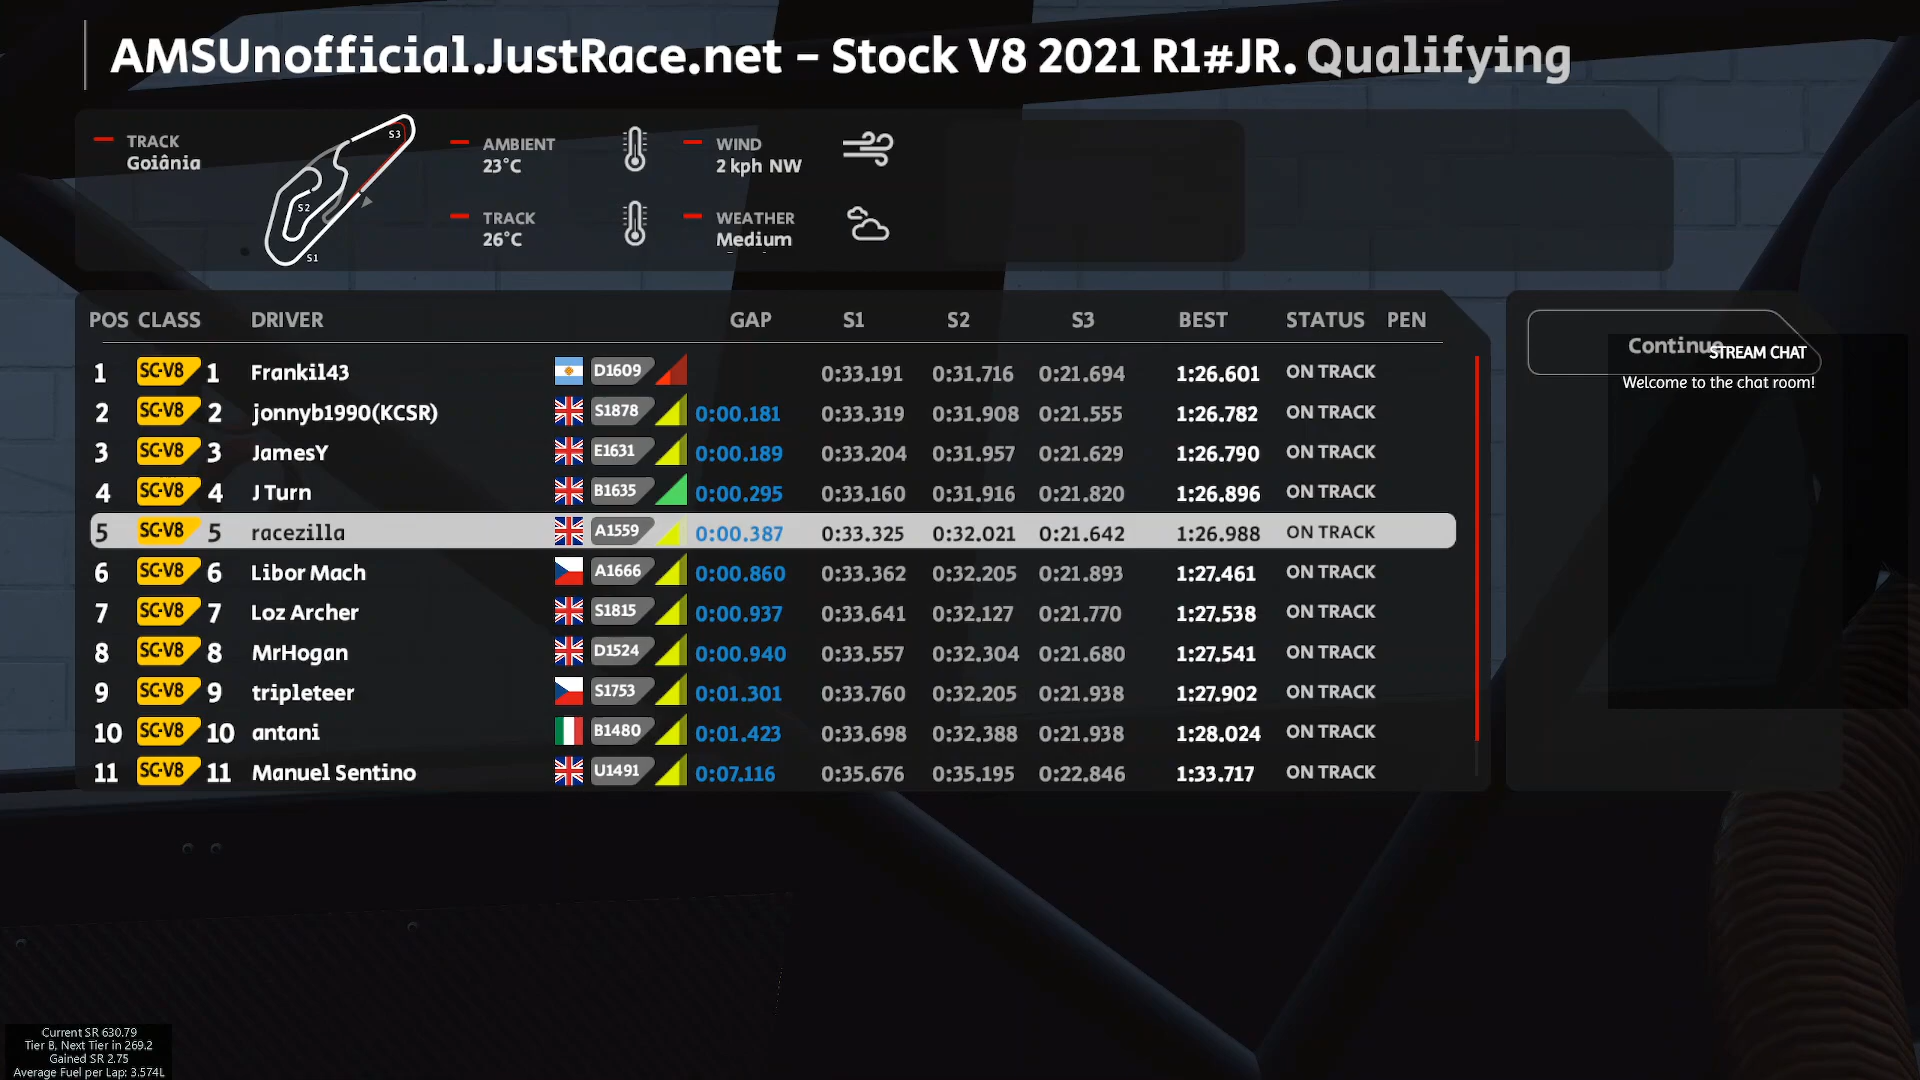 AMSUnofficial.JustRace.net – Stock V8 2021 R1#JR. Qualifying
TRACK
Goiânia
S3
S2
S1
AMBIENT
23°C
WIND
2 kph NW
TRACK
26°C
WEATHER
Medium
POS CLASS DRIVER GAP S1 S2 S3 BEST STATUS PEN
1 SC-V8 1 Frankil43 D1609 0:33.191 0:31.716 0:21.694 1:26.601 ON TRACK
2 SC-V8 2 jonnyb1990(KCSR) S1878 0:00.181 0:33.319 0:31.908 0:21.555 1:26.782 ON TRACK
3 SC-V8 3 JamesY E1631 0:00.189 0:33.204 0:31.957 0:21.629 1:26.790 ON TRACK
4 SC-V8 4 J Turn B1635 0:00.295 0:33.160 0:31.916 0:21.820 1:26.896 ON TRACK
5 SC-V8 5 racezilla A1559 0:00.387 0:33.325 0:32.021 0:21.642 1:26.988 ON TRACK
6 SC-V8 6 Libor Mach A1666 0:00.860 0:33.362 0:32.205 0:21.893 1:27.461 ON TRACK
7 SC-V8 7 Loz Archer S1815 0:00.937 0:33.641 0:32.127 0:21.770 1:27.538 ON TRACK
8 SC-V8 8 MrHogan D1524 0:00.940 0:33.557 0:32.304 0:21.680 1:27.541 ON TRACK
9 SC-V8 9 tripleteer S1753 0:01.301 0:33.760 0:32.205 0:21.938 1:27.902 ON TRACK
10 SC-V8 10 antani B1480 0:01.423 0:33.698 0:32.388 0:21.938 1:28.024 ON TRACK
11 SC-V8 11 Manuel Sentino U1491 0:07.116 0:35.676 0:35.195 0:22.846 1:33.717 ON TRACK
Continue
STREAM CHAT
Welcome to the chat room!
Current SR 630.79
Tier B, Next Tier in 269.2
Gained SR 2.75
Average Fuel per Lap: 3.574L